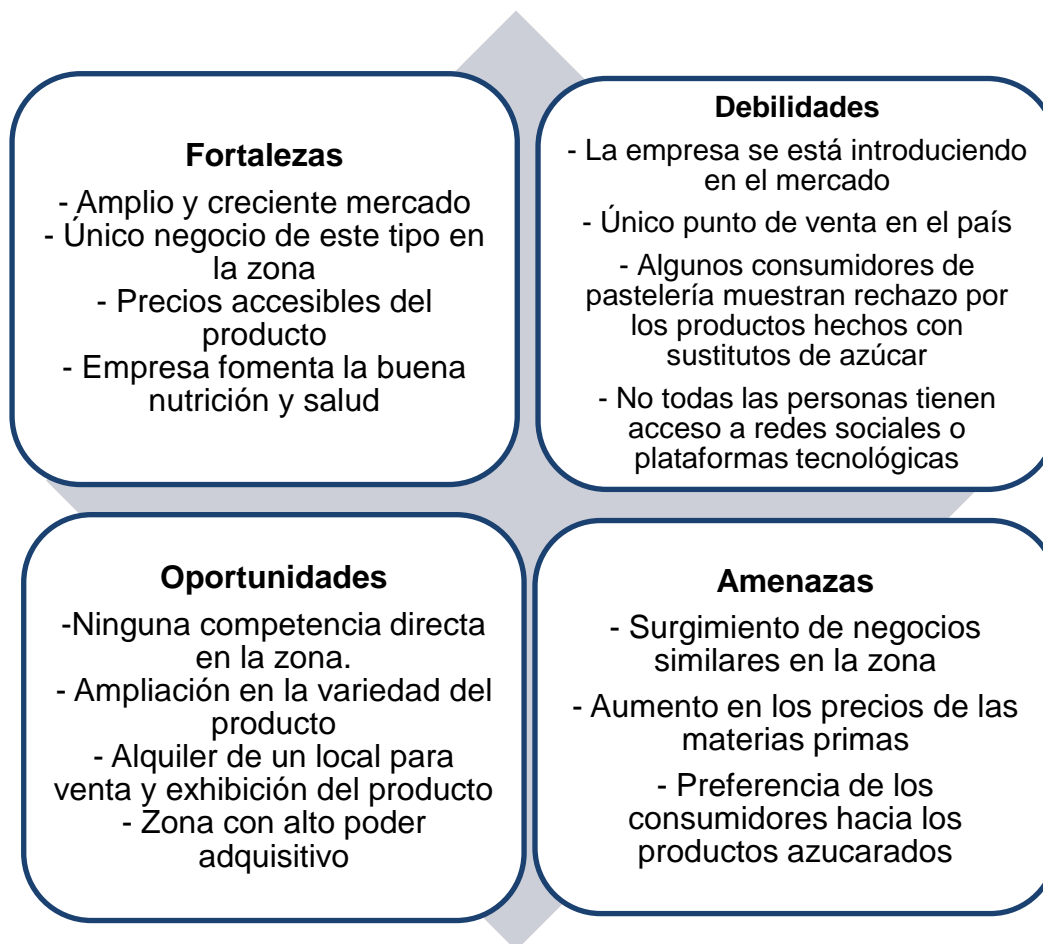 Fortalezas
- Amplio y creciente mercado
- Único negocio de este tipo en
la zona
- Precios accesibles del
producto
- Empresa fomenta la buena
nutrición y salud
Debilidades
- La empresa se está introduciendo
en el mercado
- Único punto de venta en el país
- Algunos consumidores de
pastelería muestran rechazo por
los productos hechos con
sustitutos de azúcar
- No todas las personas tienen
acceso a redes sociales o
plataformas tecnológicas
Oportunidades
-Ninguna competencia directa
en la zona.
- Ampliación en la variedad del
producto
- Alquiler de un local para
venta y exhibición del producto
- Zona con alto poder
adquisitivo
Amenazas
- Surgimiento de negocios
similares en la zona
- Aumento en los precios de las
materias primas
- Preferencia de los
consumidores hacia los
productos azucarados